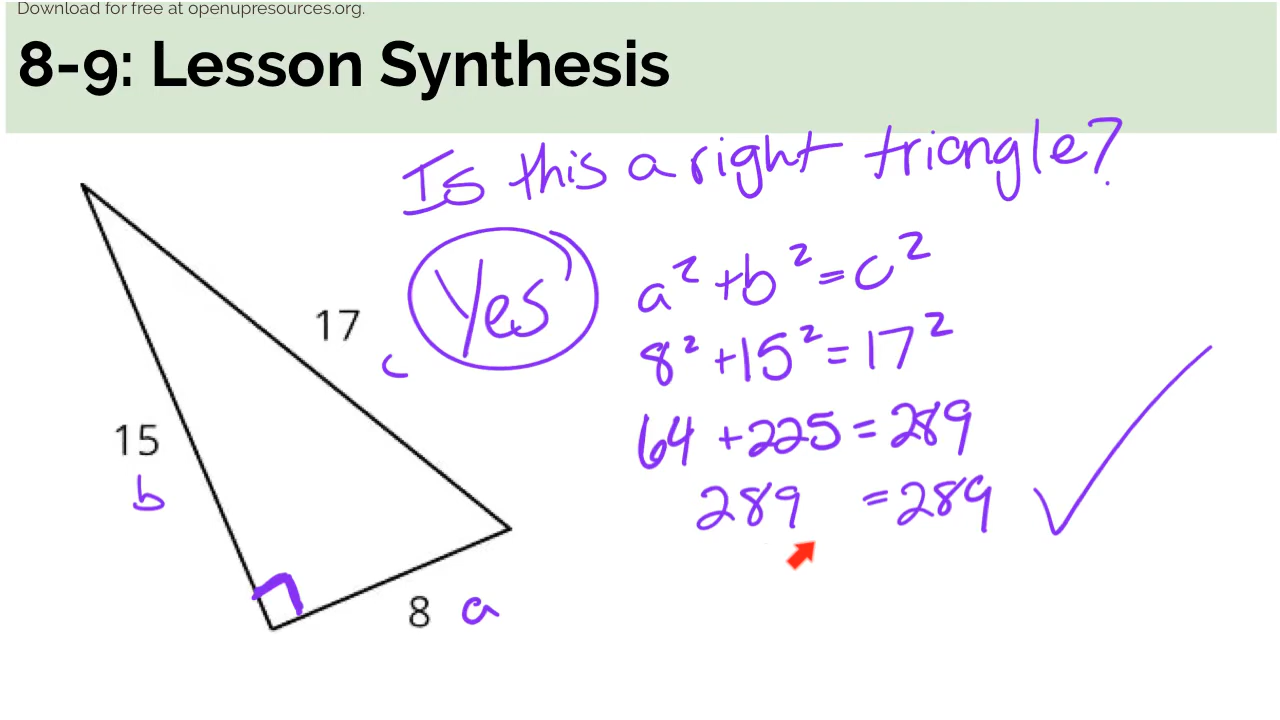 Download for free at openupresources.org.
8-9: Lesson Synthesis
Is this a right triangle?
Yes
a² + b² = c²
17
8² + 15² = 17²
c
15
64 + 225 = 289
b
289 = 289
8 a